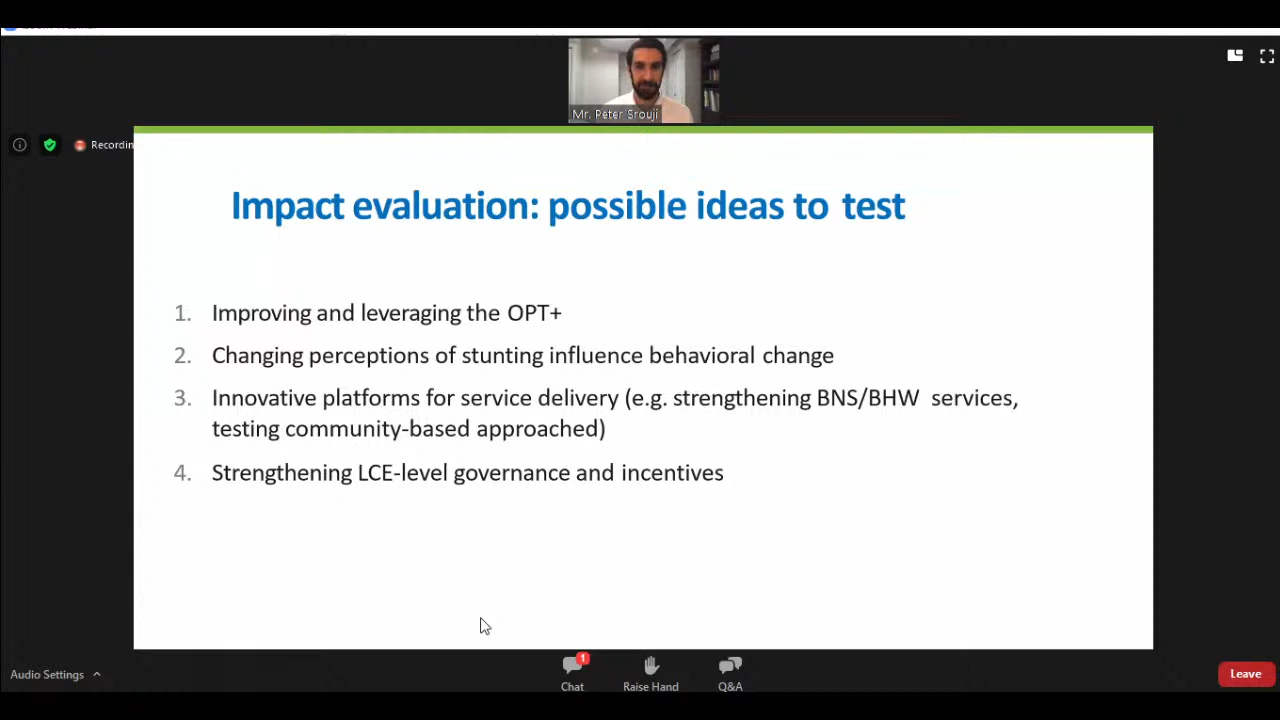 Mr. Peter Srouji
Recordin
Impact evaluation: possible ideas to test
1. Improving and leveraging the OPT+
2. Changing perceptions of stunting influence behavioral change
3. Innovative platforms for service delivery (e.g. strengthening BNS/BHW services,
testing community-based approached)
4. Strengthening LCE-level governance and incentives
Audio Settings
1
Chat
Raise Hand
Q&A
Leave